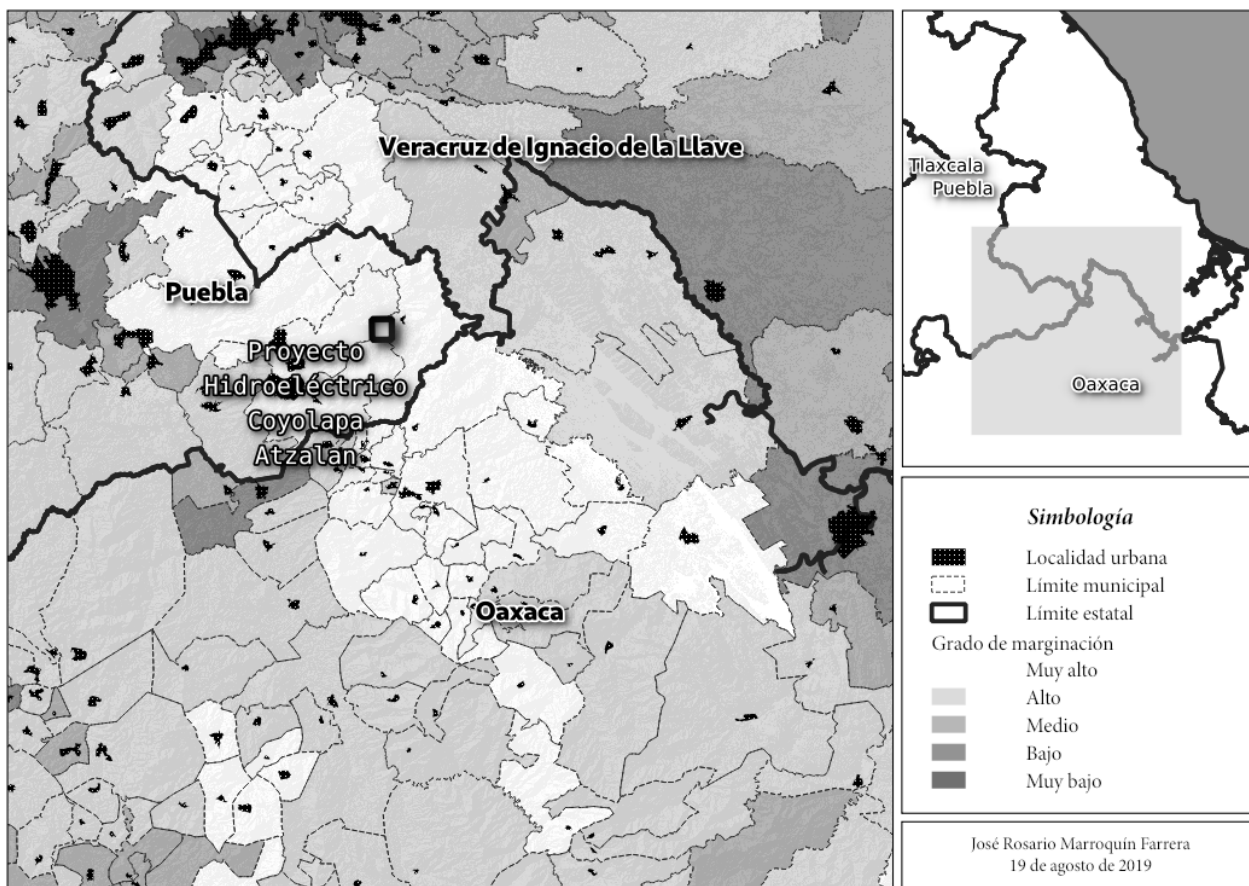 Veracruz de Ignacio de la Llave
Puebla
Proyecto
Hidroeléctrico
Coyolapa
Atzalan
Oaxaca
Tlaxcala
Puebla
Oaxaca
Simbología
Localidad urbana
Límite municipal
Límite estatal
Grado de marginación
Muy alto
Alto
Medio
Bajo
Muy bajo
José Rosario Marroquín Farrera
19 de agosto de 2019